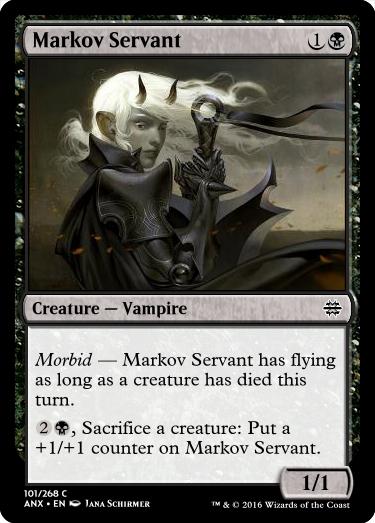 Markov Servant 1
Creature — Vampire
Morbid — Markov Servant has flying
as long as a creature has died this
turn.
2 , Sacrifice a creature: Put a
+1/+1 counter on Markov Servant.
1/1
101/268 C
ANX • EN JANA SCHIRMER
™ & © 2016 Wizards of the Coast